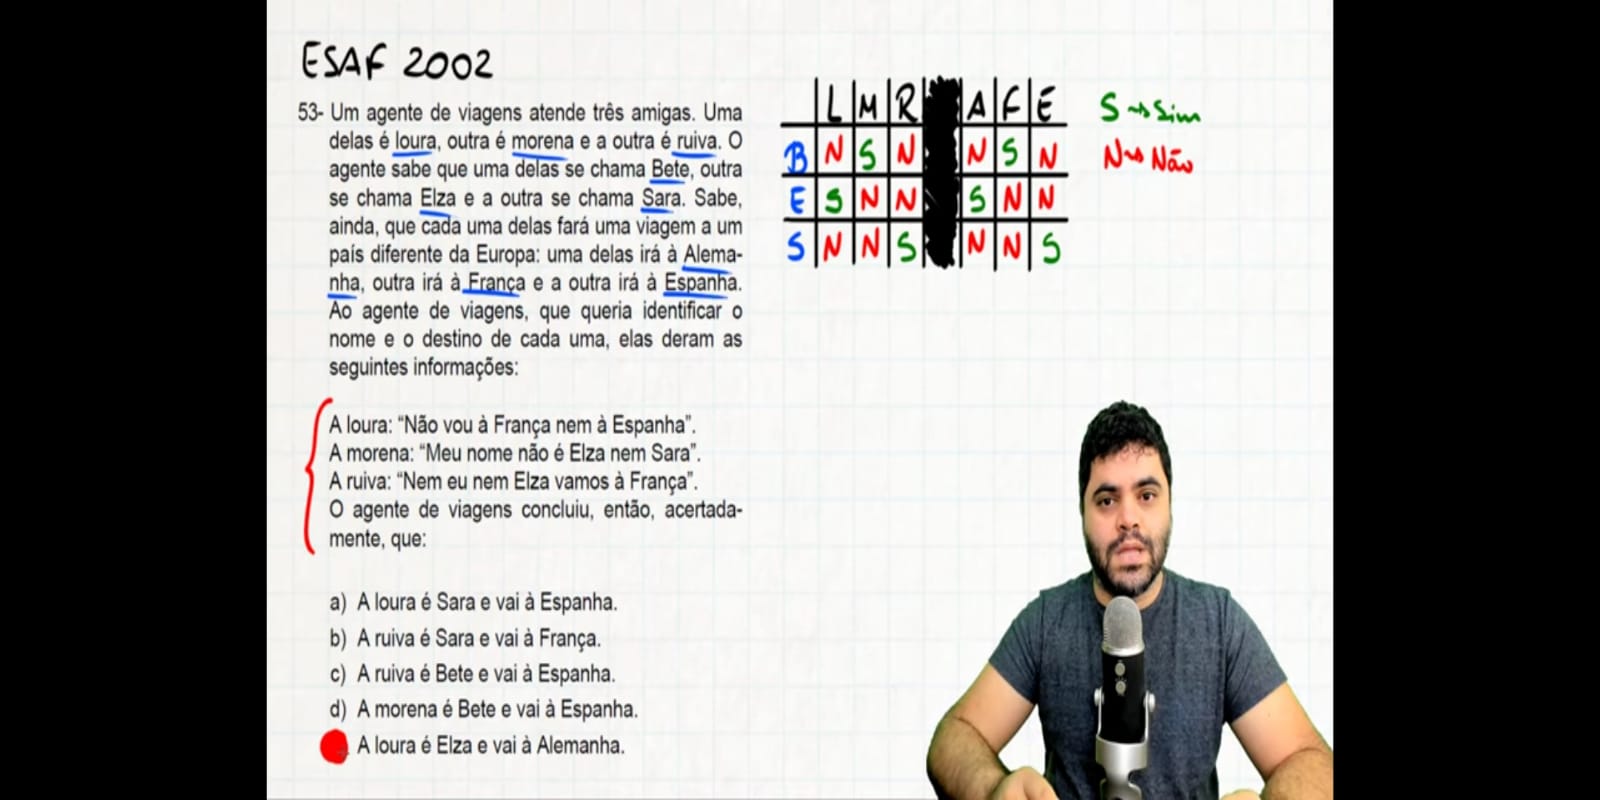 ESAF 2002
53- Um agente de viagens atende três amigas. Uma
delas é loura, outra é morena e a outra é ruiva. O
agente sabe que uma delas se chama Bete, outra
se chama Elza e a outra se chama Sara. Sabe,
ainda, que cada uma delas fará uma viagem a um
país diferente da Europa: uma delas irá à Alema-
nha, outra irá à França e a outra irá à Espanha.
Ao agente de viagens, que queria identificar o
nome e o destino de cada uma, elas deram as
seguintes informações:
A loura: “Não vou à França nem à Espanha”.
A morena: “Meu nome não é Elza nem Sara”.
A ruiva: “Nem eu nem Elza vamos à França”.
O agente de viagens concluiu, então, acertada-
mente, que:
a) A loura é Sara e vai à Espanha.
b) A ruiva é Sara e vai à França.
c) A ruiva é Bete e vai à Espanha.
d) A morena é Bete e vai à Espanha.
A loura é Elza e vai à Alemanha.
L M R A F E
B N S N N S N
E S N N S N N
S N N S N N S
S → Sim
N → Não